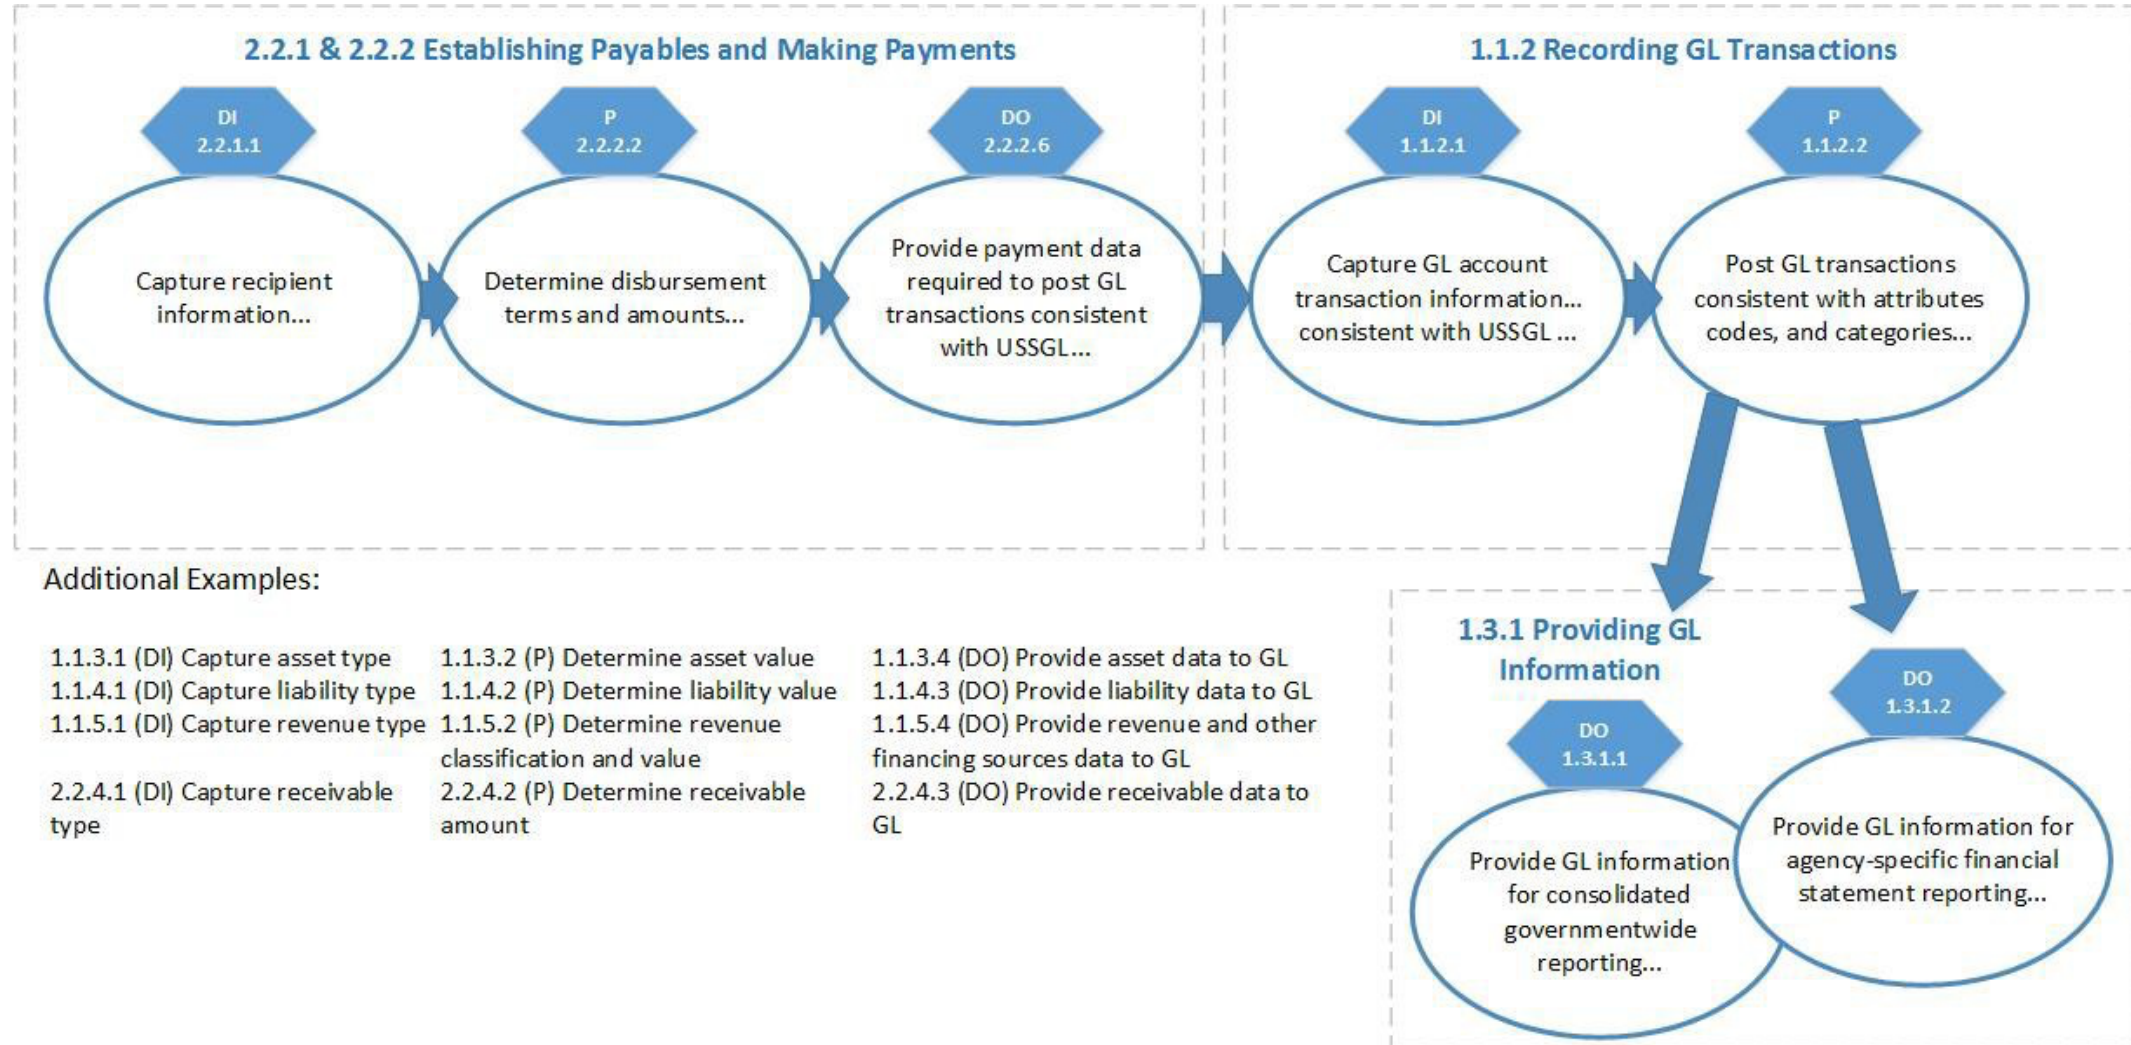 2.2.1 & 2.2.2 Establishing Payables and Making Payments
DI
2.2.1.1
Capture recipient
information...
P
2.2.2.2
Determine disbursement
terms and amounts...
DO
2.2.2.6
Provide payment data
required to post GL
transactions consistent
with USSGL...
1.1.2 Recording GL Transactions
DI
1.1.2.1
Capture GL account
transaction information...
consistent with USSGL ...
P
1.1.2.2
Post GL transactions
consistent with attributes
codes, and categories...
Additional Examples:
1.1.3.1 (DI) Capture asset type
1.1.4.1 (DI) Capture liability type
1.1.5.1 (DI) Capture revenue type
2.2.4.1 (DI) Capture receivable
type
1.1.3.2 (P) Determine asset value
1.1.4.2 (P) Determine liability value
1.1.5.2 (P) Determine revenue
classification and value
2.2.4.2 (P) Determine receivable
amount
1.1.3.4 (DO) Provide asset data to GL
1.1.4.3 (DO) Provide liability data to GL
1.1.5.4 (DO) Provide revenue and other
financing sources data to GL
2.2.4.3 (DO) Provide receivable data to
GL
1.3.1 Providing GL
Information
DO
1.3.1.1
Provide GL information
for consolidated
governmentwide
reporting...
DO
1.3.1.2
Provide GL information for
agency-specific financial
statement reporting...